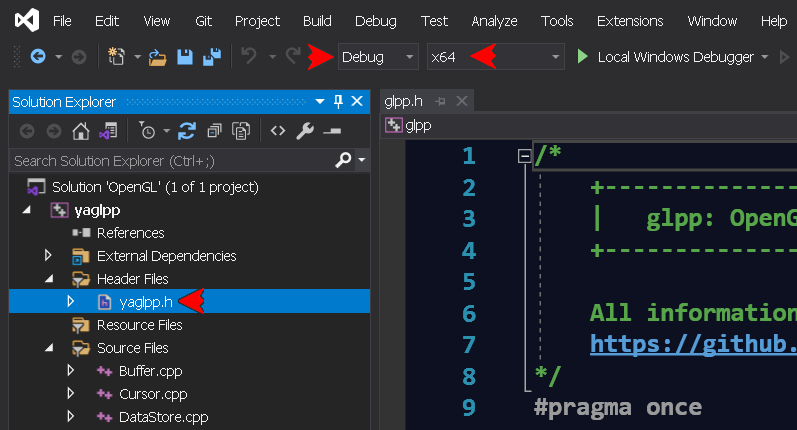 File Edit View Git Project Build Debug Test Analyze Tools Extensions Window Help
Debug x64 Local Windows Debugger
Solution Explorer
Search Solution Explorer (Ctrl+;)
Solution 'OpenGL' (1 of 1 project)
yaglpp
References
External Dependencies
Header Files
yaglpp.h
Resource Files
Source Files
Buffer.cpp
Cursor.cpp
DataStore.cpp
glpp.h
glpp
1 /*
2 +---------------
3 | glpp: OpenG
4 +---------------
5
6 All information
7 https://github.
8 */
9 #pragma once